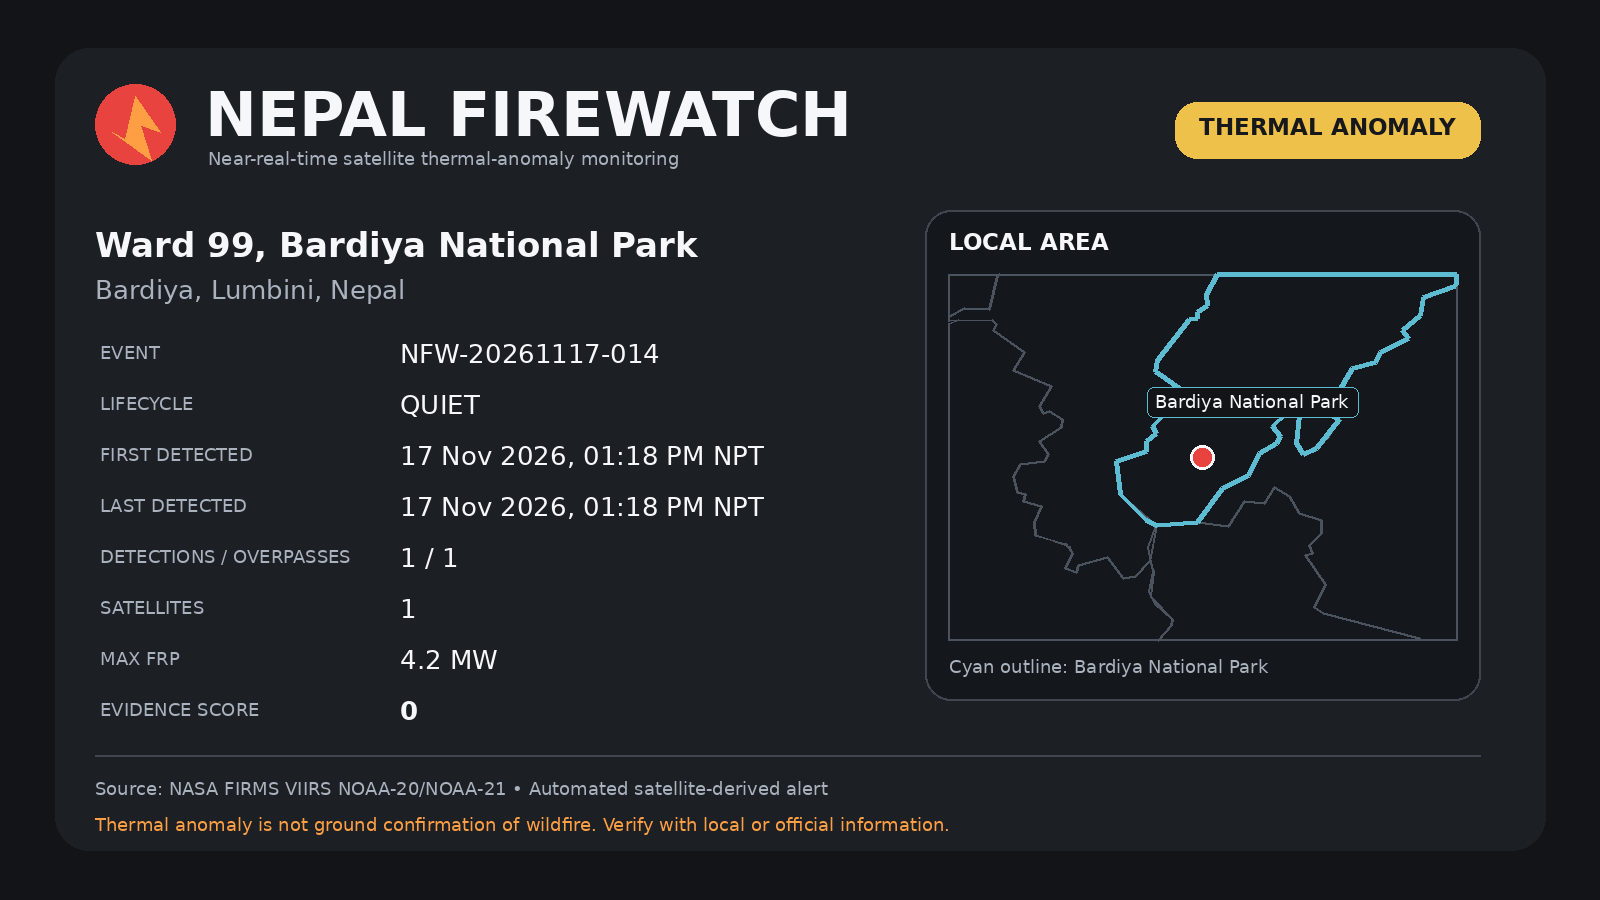 NEPAL FIREWATCH
Near-real-time satellite thermal-anomaly monitoring
THERMAL ANOMALY
Ward 99, Bardiya National Park
Bardiya, Lumbini, Nepal
EVENT NFW-20261117-014
LIFECYCLE QUIET
FIRST DETECTED 17 Nov 2026, 01:18 PM NPT
LAST DETECTED 17 Nov 2026, 01:18 PM NPT
DETECTIONS / OVERPASSES 1 / 1
SATELLITES 1
MAX FRP 4.2 MW
EVIDENCE SCORE 0
LOCAL AREA
Bardiya National Park
Cyan outline: Bardiya National Park
Source: NASA FIRMS VIIRS NOAA-20/NOAA-21 • Automated satellite-derived alert
Thermal anomaly is not ground confirmation of wildfire. Verify with local or official information.